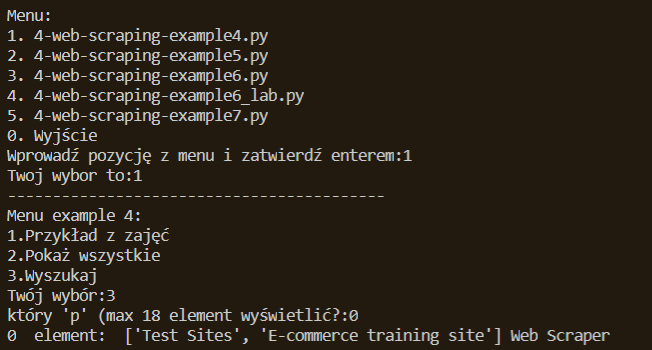 Menu:
1. 4-web-scraping-example4.py
2. 4-web-scraping-example5.py
3. 4-web-scraping-example6.py
4. 4-web-scraping-example6_lab.py
5. 4-web-scraping-example7.py
0. Wyjście
Wprowadź pozycję z menu i zatwierdź enterem:1
Twoj wybor to:1
------------------------------------------
Menu example 4:
1.Przykład z zajęć
2.Pokaż wszystkie
3.Wyszukaj
Twój wybór:3
który 'p' (max 18 element wyświetlić?:0
0  element:  ['Test Sites', 'E-commerce training site'] Web Scraper